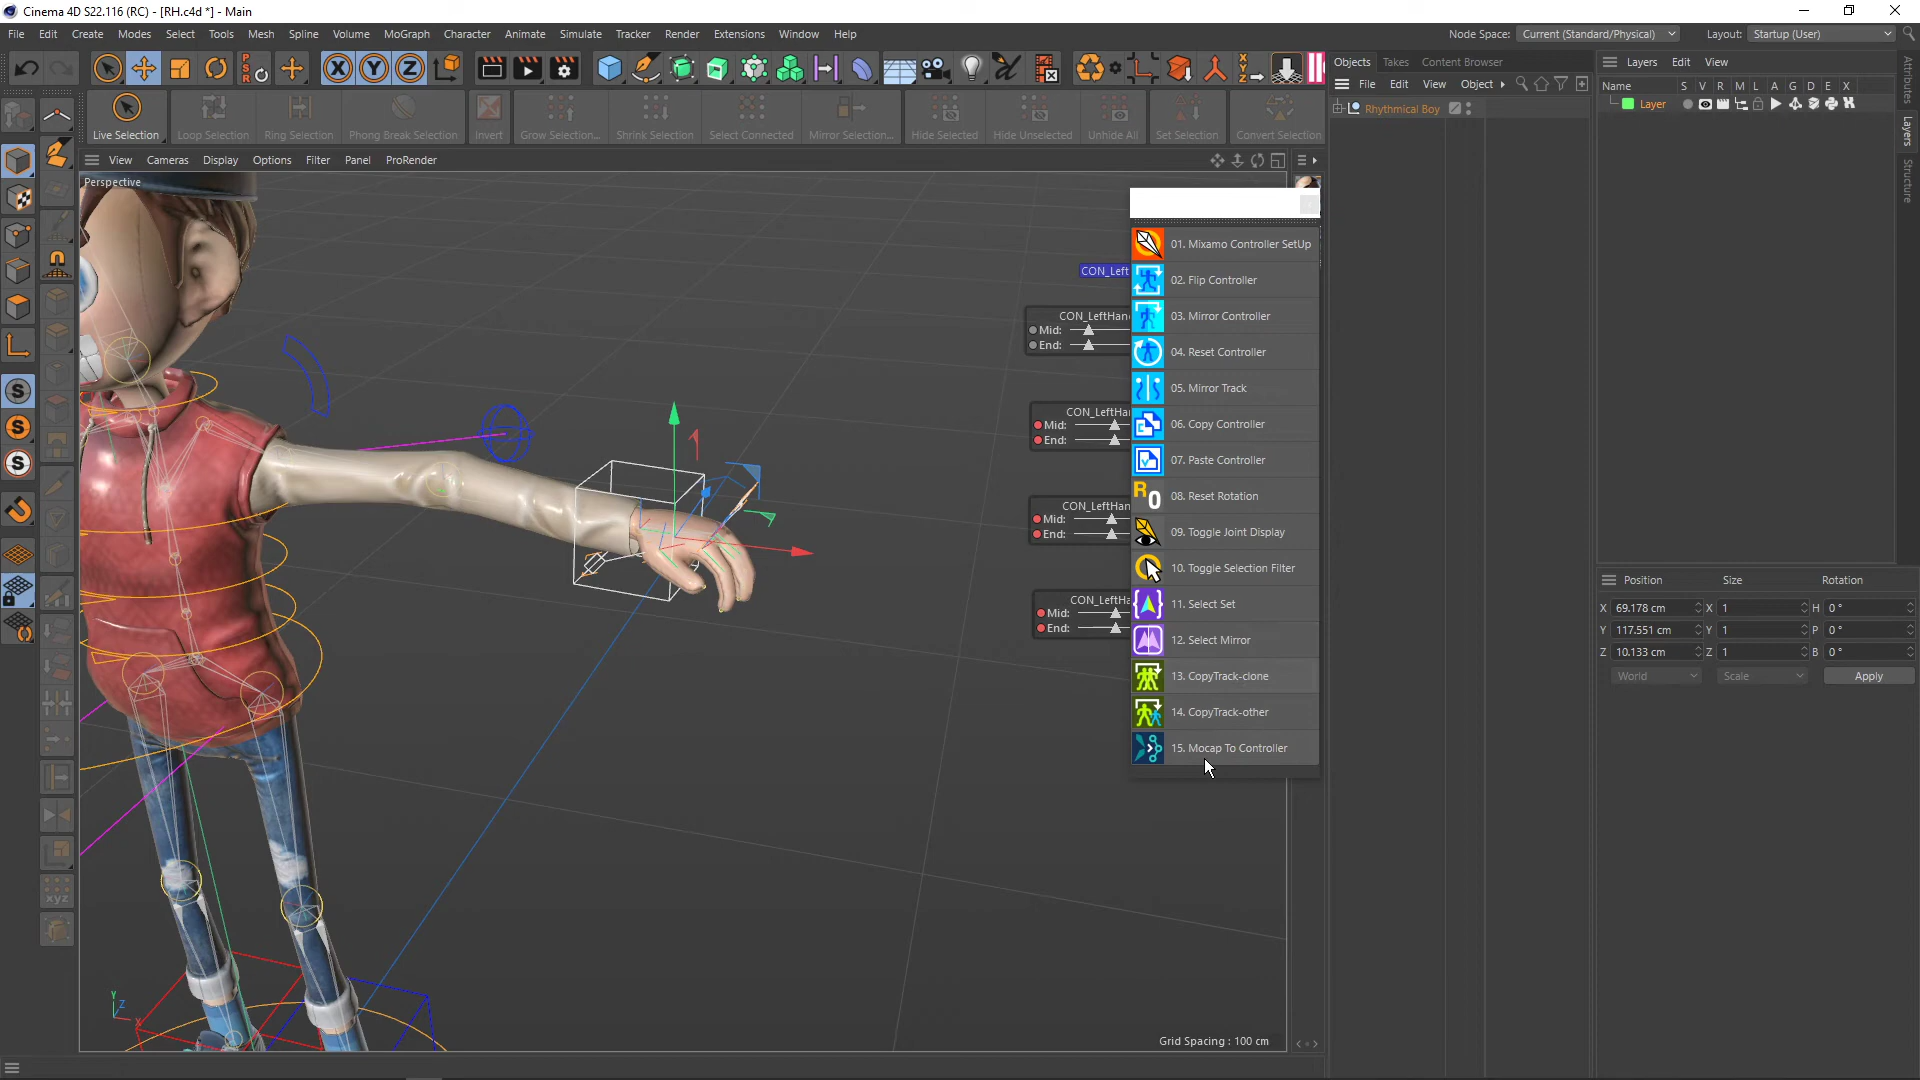 Cinema 4D S22.116 (RC) - [RH.c4d *] - Main
File Edit Create Modes Select Tools Mesh Spline Volume MoGraph Character Animate Simulate Tracker Render Extensions Window Help
Node Space: Current (Standard/Physical) Layout: Startup (User)
Live Selection Loop Selection Ring Selection Phong Break Selection Invert Grow Selection... Shrink Selection Select Connected Mirror Selection... Hide Selected Hide Unselected Unhide All Set Selection Convert Selection
View Cameras Display Options Filter Panel ProRender
Perspective
CON_Left
CON_LeftHan
Mid:
End:
CON_LeftHa
Mid:
End:
CON_LeftHan
Mid:
End:
CON_LeftHa
Mid:
End:
01. Mixamo Controller SetUp
02. Flip Controller
03. Mirror Controller
04. Reset Controller
05. Mirror Track
06. Copy Controller
07. Paste Controller
08. Reset Rotation
09. Toggle Joint Display
10. Toggle Selection Filter
11. Select Set
12. Select Mirror
13. CopyTrack-clone
14. CopyTrack-other
15. Mocap To Controller
Grid Spacing : 100 cm
Objects Takes Content Browser
File Edit View Object
Rhythmical Boy
Layers Edit View
Name S V R M L A G D E X
Layer
Attributes
Layers
Structure
Position Size Rotation
X 69.178 cm X 1 H 0 °
Y 117.551 cm Y 1 P 0 °
Z 10.133 cm Z 1 B 0 °
World Scale Apply